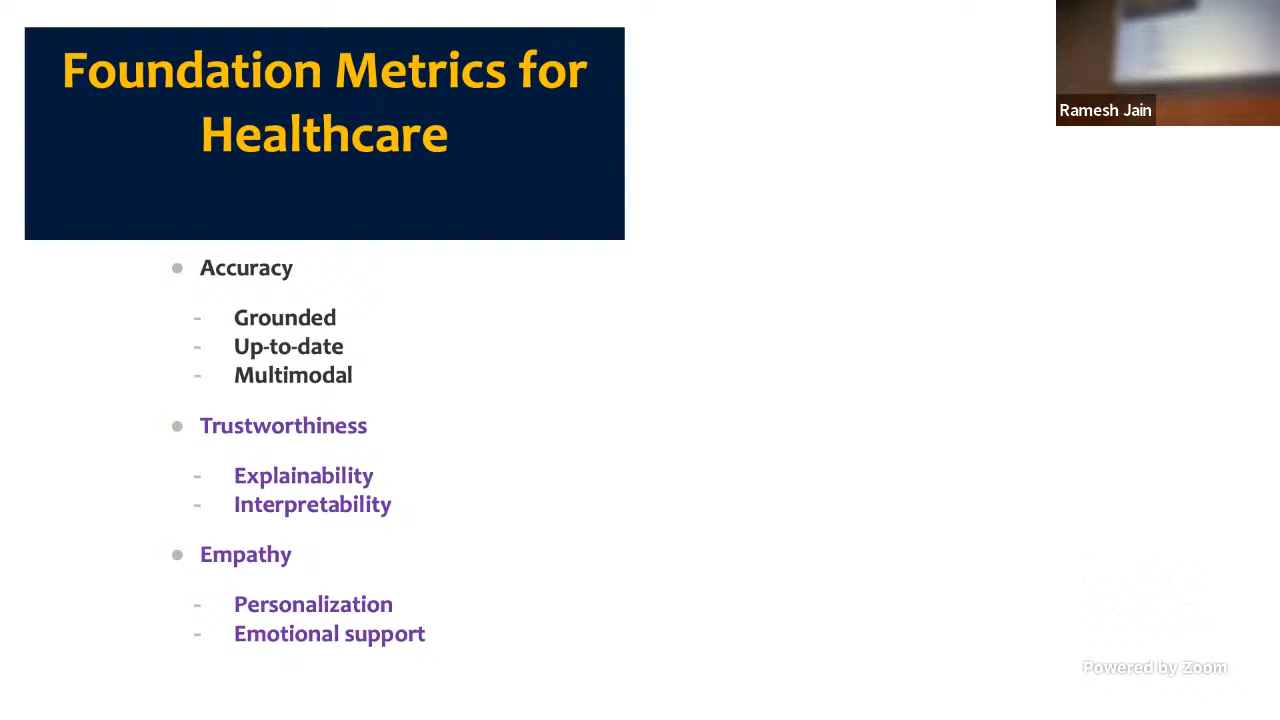 Foundation Metrics for
Healthcare
Ramesh Jain
● Accuracy
- Grounded
- Up-to-date
- Multimodal
● Trustworthiness
- Explainability
- Interpretability
● Empathy
- Personalization
- Emotional support
Powered by Zoom